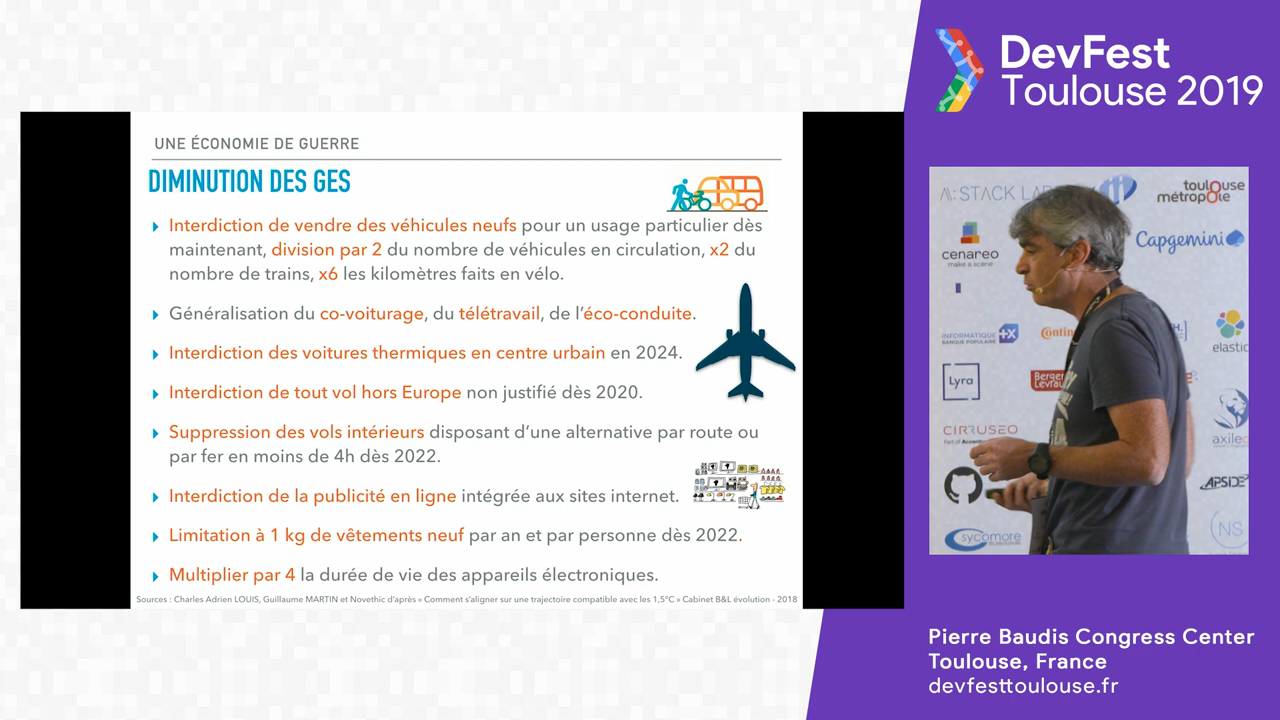 UNE ÉCONOMIE DE GUERRE
DIMINUTION DES GES
Interdiction de vendre des véhicules neufs pour un usage particulier dès
maintenant, division par 2 du nombre de véhicules en circulation, x2 du
nombre de trains, x6 les kilomètres faits en vélo.
Généralisation du co-voiturage, du télétravail, de l'éco-conduite.
Interdiction des voitures thermiques en centre urbain en 2024.
Interdiction de tout vol hors Europe non justifié dès 2020.
Suppression des vols intérieurs disposant d'une alternative par route ou
par fer en moins de 4h dès 2022.
Interdiction de la publicité en ligne intégrée aux sites internet.
Limitation à 1 kg de vêtements neuf par an et par personne dès 2022.
Multiplier par 4 la durée de vie des appareils électroniques.
Sources : Charles Adrien LOUIS, Guillaume MARTIN et Novethic d'après « Comment s'aligner sur une trajectoire compatible avec les 1,5°C » Cabinet B&L évolution - 2018
DevFest
Toulouse 2019
toulouse
métropole
cenareo
make a scène
Capgemini
INFORMATIQUE
BANQUE POPULAIRE
elastic
Lyra
Berger
Levrau
CIRRUSEO
axileo
APSIDE
NS
sycomore
Pierre Baudis Congress Center
Toulouse, France
devfesttoulouse.fr